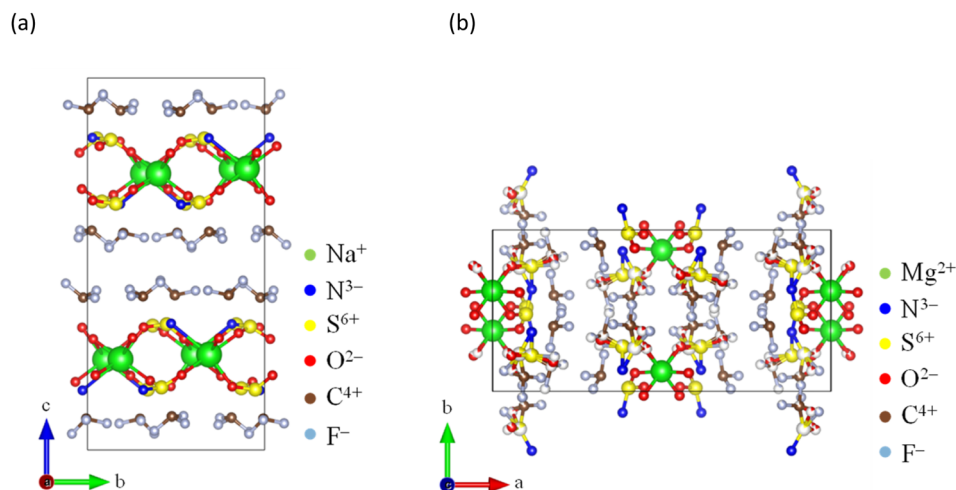 (a)
(b)
Na⁺
N³⁻
S⁶⁺
O²⁻
C⁴⁺
F⁻
c
a
b
Mg²⁺
N³⁻
S⁶⁺
O²⁻
C⁴⁺
F⁻
b
c
a